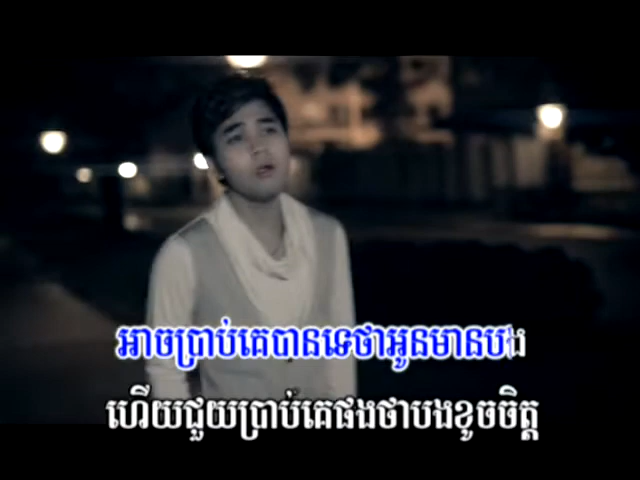 អាចប្រាប់គេបានទេថាអូនមានបង
ហើយជួយប្រាប់គេផងថាបងខូចចិត្ត